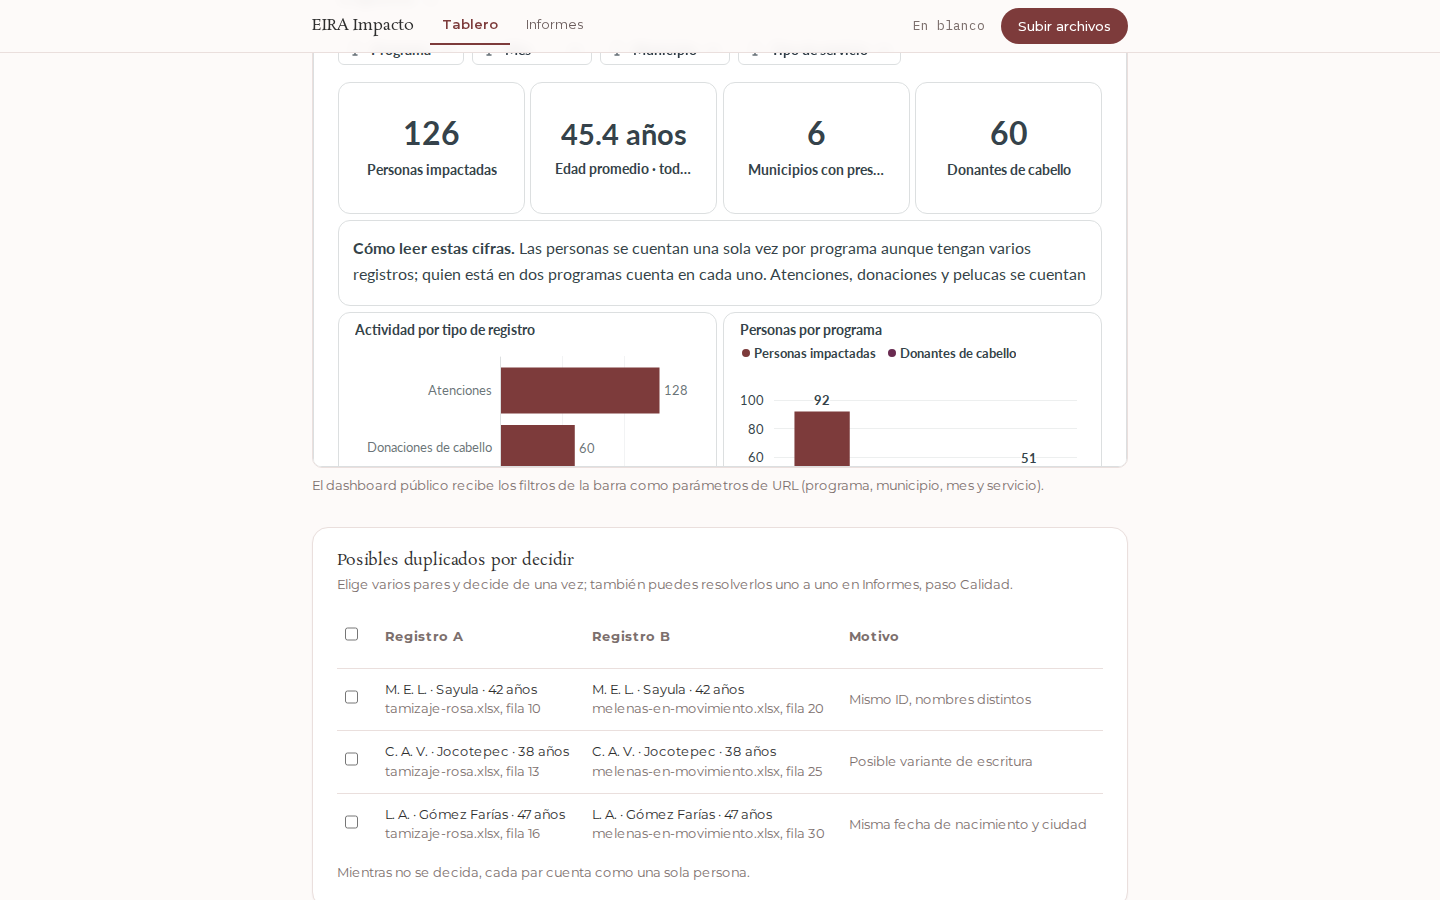 EIRA Impacto
Tablero
Informes
En blanco
Subir archivos
Programa
Mes
Municipio
Tipo de servicio
126
Personas impactadas
45.4 años
Edad promedio · tod...
6
Municipios con pres...
60
Donantes de cabello
Cómo leer estas cifras. Las personas se cuentan una sola vez por programa aunque tengan varios
registros; quien está en dos programas cuenta en cada uno. Atenciones, donaciones y pelucas se cuentan
Actividad por tipo de registro
Atenciones
128
Donaciones de cabello
60
Personas por programa
Personas impactadas
Donantes de cabello
100
92
80
60
51
El dashboard público recibe los filtros de la barra como parámetros de URL (programa, municipio, mes y servicio).
Posibles duplicados por decidir
Elige varios pares y decide de una vez; también puedes resolverlos uno a uno en Informes, paso Calidad.
Registro A
Registro B
Motivo
M. E. L. · Sayula · 42 años
tamizaje-rosa.xlsx, fila 10
M. E. L. · Sayula · 42 años
melenas-en-movimiento.xlsx, fila 20
Mismo ID, nombres distintos
C. A. V. · Jocotepec · 38 años
tamizaje-rosa.xlsx, fila 13
C. A. V. · Jocotepec · 38 años
melenas-en-movimiento.xlsx, fila 25
Posible variante de escritura
L. A. · Gómez Farías · 47 años
tamizaje-rosa.xlsx, fila 16
L. A. · Gómez Farías · 47 años
melenas-en-movimiento.xlsx, fila 30
Misma fecha de nacimiento y ciudad
Mientras no se decida, cada par cuenta como una sola persona.